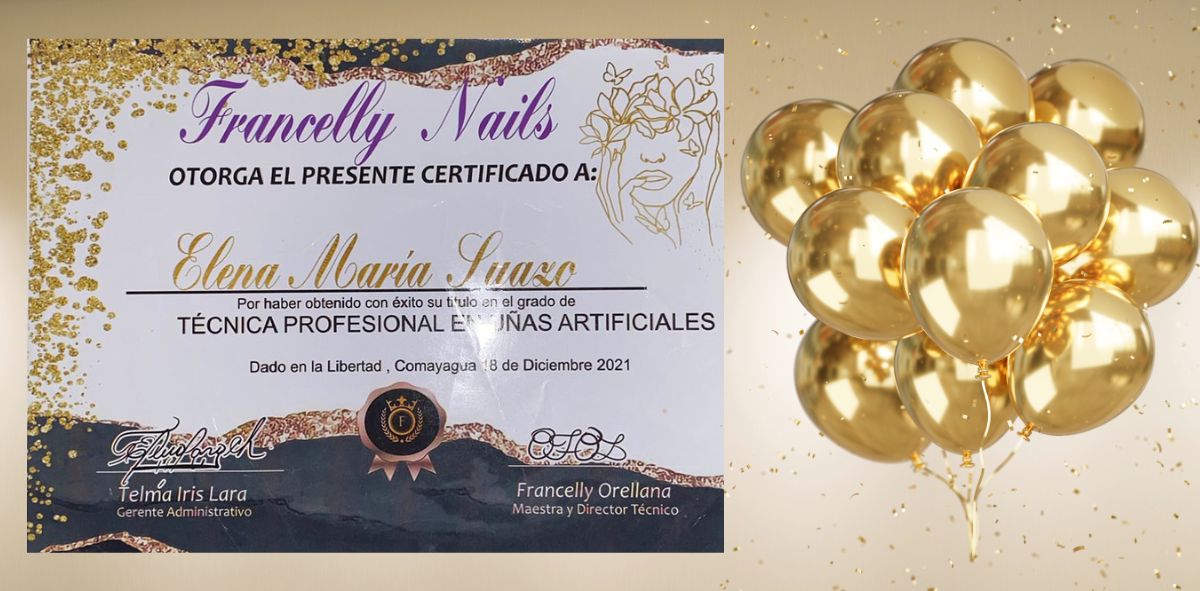 Francelly Nails
OTORGA EL PRESENTE CERTIFICADO A:
Elena María Suazo
Por haber obtenido con éxito su titulo en el grado de
TÉCNICA PROFESIONAL EN UÑAS ARTIFICIALES
Dado en la Libertad , Comayagua 18 de Diciembre 2021
F
Telma Iris Lara
Gerente Administrativo
Francelly Orellana
Maestra y Director Técnico